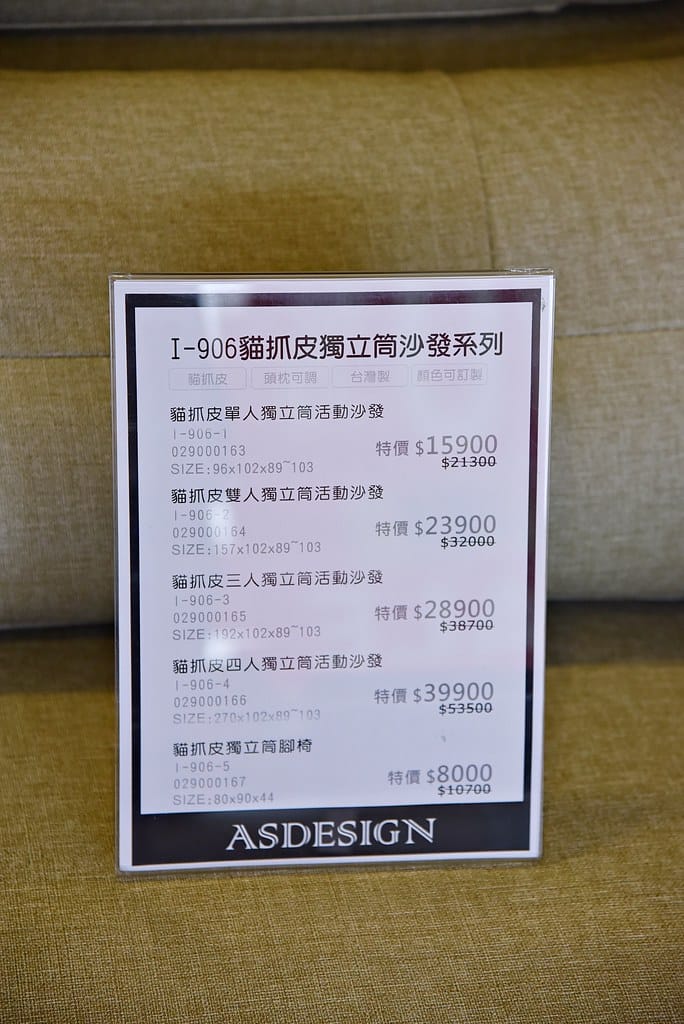 I-906貓抓皮獨立筒沙發系列
貓抓皮 頭枕可調 台灣製 顏色可訂製
貓抓皮單人獨立筒活動沙發
I-906-1
029000163
特價 $15900
SIZE:96x102x89~103
$21300
貓抓皮雙人獨立筒活動沙發
I-906-2
029000164
特價 $23900
SIZE:157x102x89~103
$32000
貓抓皮三人獨立筒活動沙發
I-906-3
029000165
特價 $28900
SIZE:192x102x89~103
$38700
貓抓皮四人獨立筒活動沙發
I-906-4
029000166
特價 $39900
SIZE:270x102x89~103
$53500
貓抓皮獨立筒腳椅
I-906-5
029000167
特價 $8000
SIZE:80x90x44
$10700
ASDESIGN